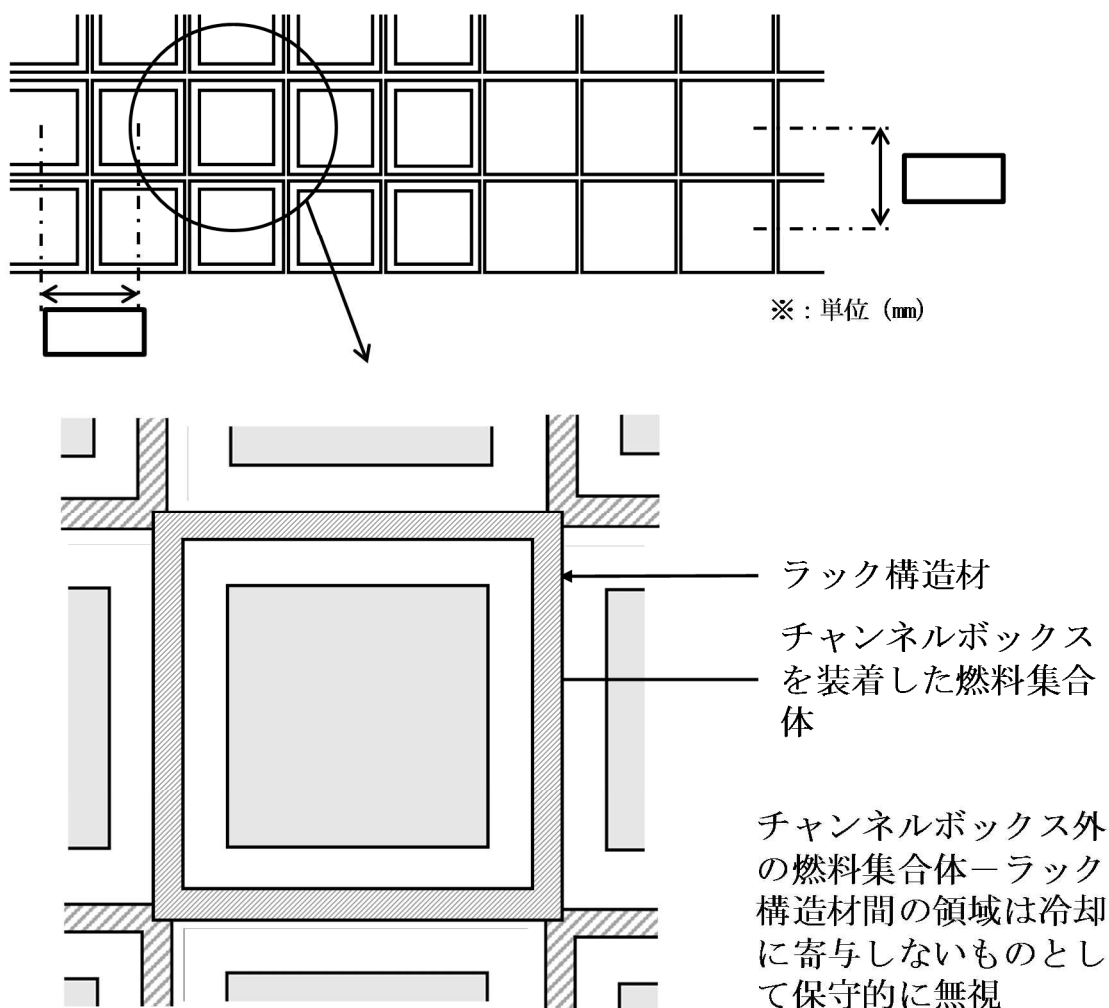 ※：単位（㎜）
ラック構造材
チャンネルボックス
を装着した燃料集合
体
チャンネルボックス外
の燃料集合体－ラック
構造材間の領域は冷却
に寄与しないものとし
て保守的に無視